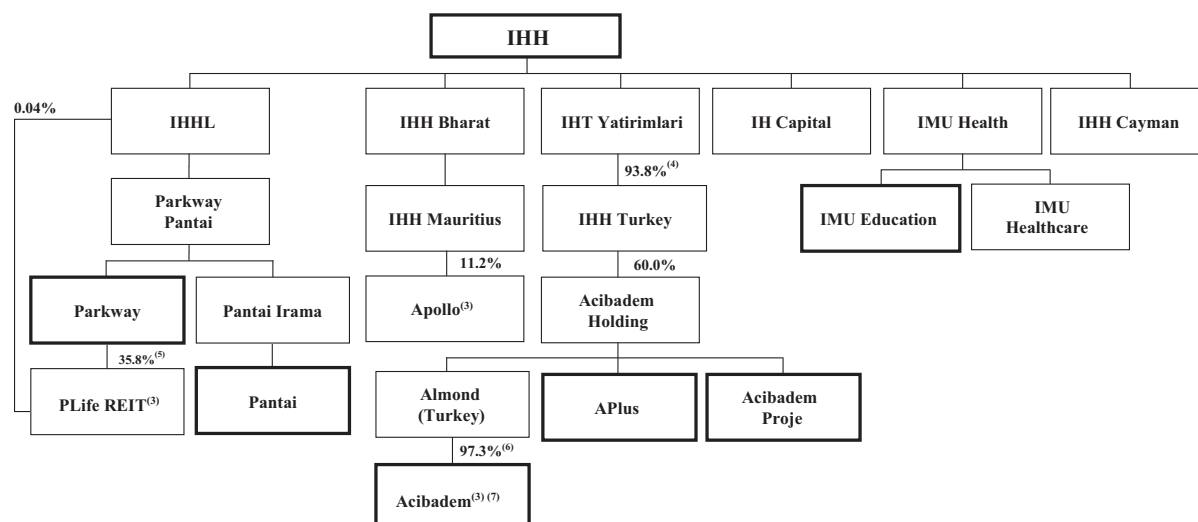 IHH
0.04%
IHHL
IHH Bharat
IHT Yatirimlari
IH Capital
IMU Health
IHH Cayman
93.8%(4)
Parkway
Pantai
IHH Mauritius
IHH Turkey
IMU Education
IMU
Healthcare
11.2%
60.0%
Parkway
Pantai Irama
Apollo(3)
Acibadem
Holding
35.8%(5)
PLife REIT(3)
Pantai
Almond
(Turkey)
APlus
Acibadem
Proje
97.3%(6)
Acibadem(3) (7)